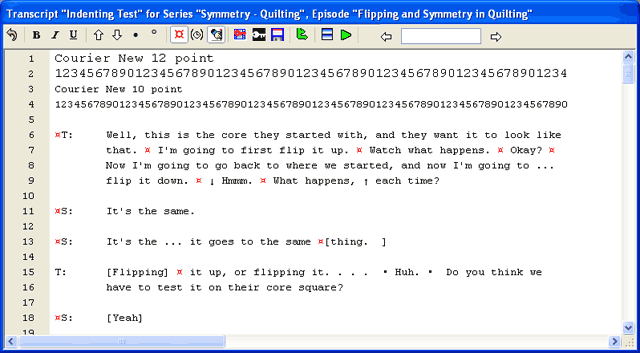 Transcript "Indenting Test" for Series "Symmetry - Quilting", Episode "Flipping and Symmetry in Quilting"
B I U
1 Courier New 12 point
2 1234567890123456789012345678901234567890123456789012345678901234
3 Courier New 10 point
4 12345678901234567890123456789012345678901234567890123456789012345678901234567890
5
6 ¤T: Well, this is the core they started with, and they want it to look like
7 that. ¤ I'm going to first flip it up. ¤ Watch what happens. ¤ Okay? ¤
8 Now I'm going to go back to where we started, and now I'm going to ...
9 flip it down. ¤ ↓ Hmmm. ¤ What happens, ↑ each time?
10
11 ¤S: It's the same.
12
13 ¤S: It's the ... it goes to the same ¤[thing. ]
14
15 T: [Flipping] ¤ it up, or flipping it. . . . • Huh. • Do you think we
16 have to test it on their core square?
17
18 ¤S: [Yeah]
19